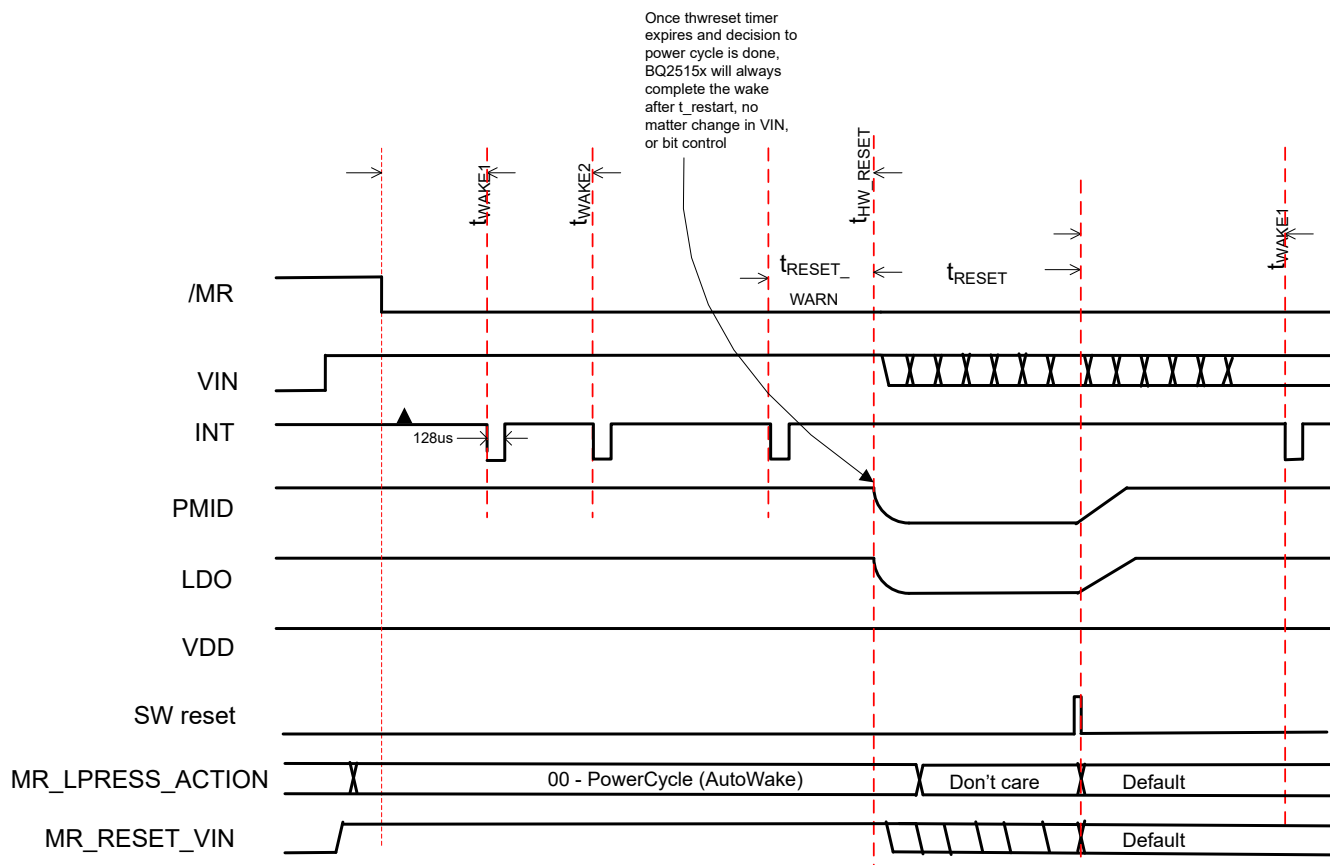 Once thwreset timer
expires and decision to
power cycle is done,
BQ2515x will always
complete the wake
after t_restart, no
matter change in VIN,
or bit control
tWAKE1
tWAKE2
tHW_RESET
tWAKE1
tRESET_
WARN
tRESET
/MR
VIN
INT
128us
PMID
LDO
VDD
SW reset
MR_LPRESS_ACTION
00 - PowerCycle (AutoWake)
Don't care
Default
MR_RESET_VIN
Default